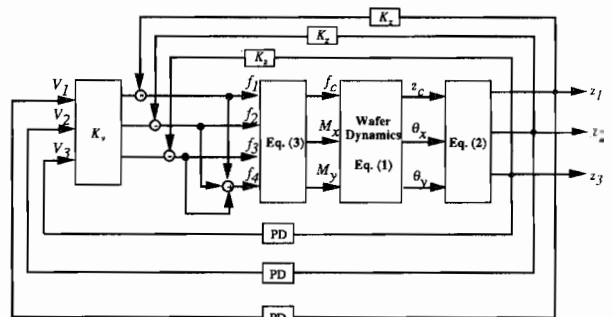 K_z
K_z
K_z
V_1
V_2
V_3
K_v
f_1
f_2
f_3
f_4
Eq. (3)
f_c
M_x
M_y
Wafer
Dynamics
Eq. (1)
z_c
θ_x
θ_y
Eq. (2)
z_1
z_2
z_3
PD
PD
PD